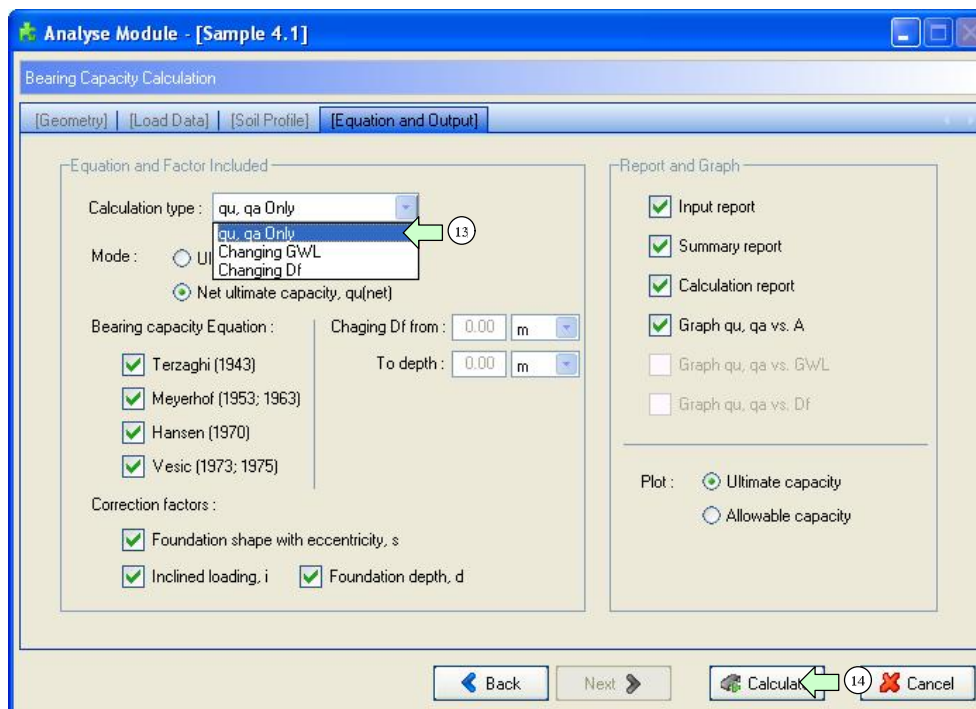 Analyse Module - [Sample 4.1]
Bearing Capacity Calculation
[Geometry] [Load Data] [Soil Profile] [Equation and Output]
Equation and Factor Included
Calculation type : qu, qa Only
qu, qa Only
13
Changing GWL
Changing Df
Mode :
Net ultimate capacity, qu(net)
Bearing capacity Equation :
Terzaghi (1943)
Meyerhof (1953; 1963)
Hansen (1970)
Vesic (1973; 1975)
Chaging Df from : 0.00 m
To depth : 0.00 m
Correction factors :
Foundation shape with eccentricity, s
Inclined loading, i Foundation depth, d
Report and Graph
Input report
Summary report
Calculation report
Graph qu, qa vs. A
Graph qu, qa vs. GWL
Graph qu, qa vs. Df
Plot : Ultimate capacity
Allowable capacity
Back Next 14 Cancel